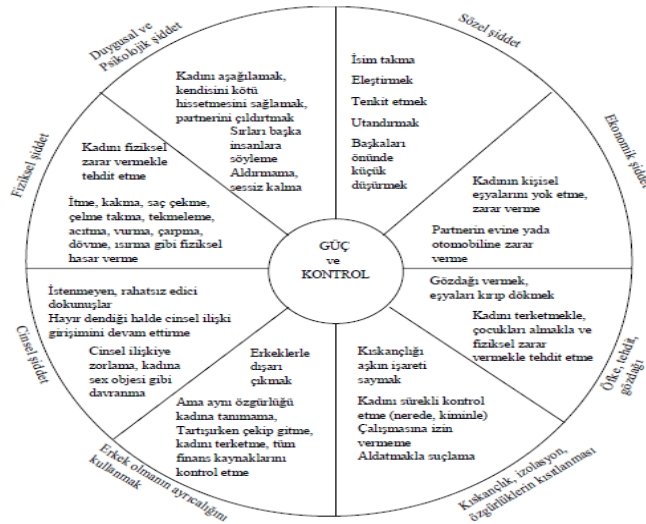 Duygusal ve
Psikolojik şiddet
Kadını aşağılamak,
kendisini kötü
hissetmesini sağlamak,
partnerini çıldırtmak
Sırları başka
insanlara
söyleme
Aldırmama,
sessiz kalma
Sözel şiddet
İsim takma
Eleştirmek
Tenkit etmek
Utandırmak
Başkaları
önünde
küçük
düşürmek
Ekonomik şiddet
Kadının kişisel
eşyalarını yok etme,
zarar verme
Partnerin evine yada
otomobiline zarar
verme
Öfke, tehdit,
gözdağı
Gözdağı vermek,
eşyaları kırıp dökmek
Kadını terketmekle,
çocukları almakla ve
fiziksel zarar
vermekle tehdit etme
Kıskançlık, izolasyon,
özgürlüklerin kısıtlanması
Kıskançlığı
aşkın işareti
saymak
Kadını sürekli kontrol
etme (nerede, kiminle)
Çalışmasına izin
vermeme
Aldatmakla suçlama
Erkek olmanın ayrıcalığını
kullanmak
Erkeklerle
dışarı
çıkmak
Ama aynı özgürlüğü
kadına tanımama,
Tartışırken çekip gitme,
kadını terketme, tüm
finans kaynaklarını
kontrol etme
Cinsel şiddet
İstenmeyen, rahatsız edici
dokunuşlar
Hayır dendiği halde cinsel ilişki
girişimini devam ettirme
Cinsel ilişkiye
zorlama, kadına
sex objesi gibi
davranma
Fiziksel şiddet
Kadını fiziksel
zarar vermekle
tehdit etme
İtme, kakma, saç çekme,
çelme takma, tekmeleme,
acıtma, vurma, çarpma,
dövme, ısırma gibi fiziksel
hasar verme
GÜÇ
ve
KONTROL